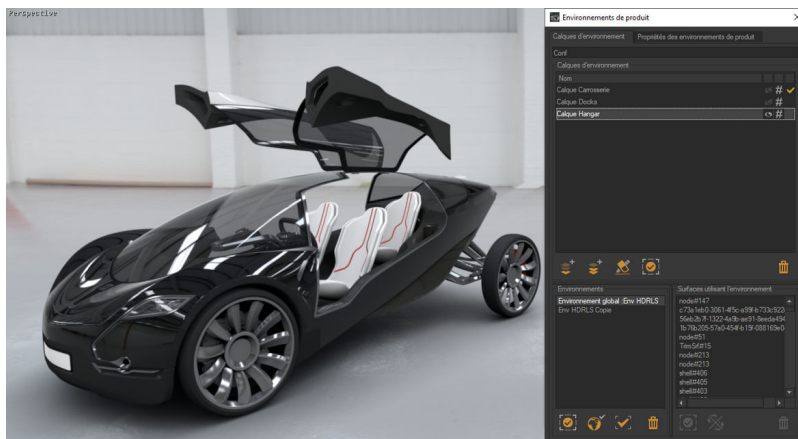 Perspective
Environnements de produit
Calques d'environnement
Propriétés des environnements de produit
Conf
Calques d'environnement
Nom
Calque Carrosserie
Calque Docks
Calque Hangar
Environnements
Environnement global :Env HDRLS
Env HDRLS Copie
Surfaces utilisant l'environnement
node#147
node#51
TrimSrf#15
node#213
node#213
shell#406
shell#405
shell#403